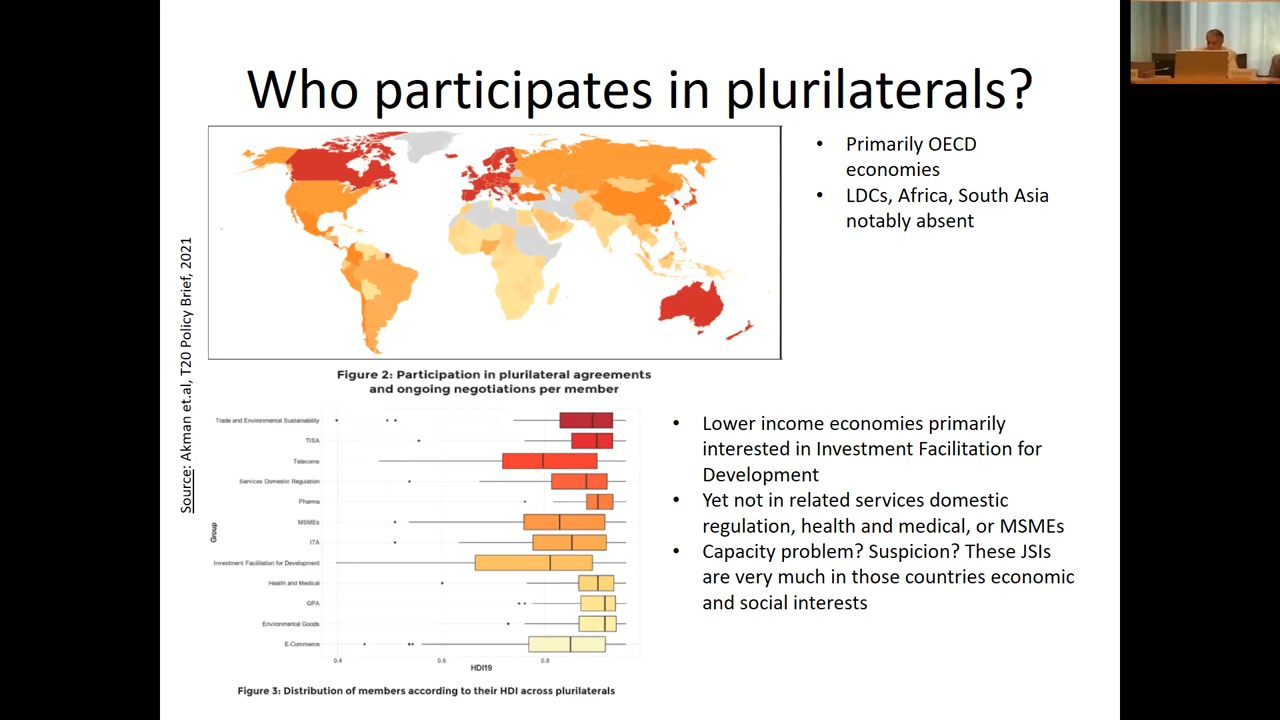 Who participates in plurilaterals?
• Primarily OECD
economies
• LDCs, Africa, South Asia
notably absent
Source: Akman et.al, T20 Policy Brief, 2021
Figure 2: Participation in plurilateral agreements
and ongoing negotiations per member
Group
Trade and Environmental Sustainability
TISA
Telecoms
Services Domestic Regulation
Pharma
MSMEs
ITA
Investment Facilitation for Development
Health and Medical
GPA
Environmental Goods
E-Commerce
0.4 0.6 0.8
HDI19
Figure 3: Distribution of members according to their HDI across plurilaterals
• Lower income economies primarily
interested in Investment Facilitation for
Development
• Yet not in related services domestic
regulation, health and medical, or MSMEs
• Capacity problem? Suspicion? These JSIs
are very much in those countries economic
and social interests